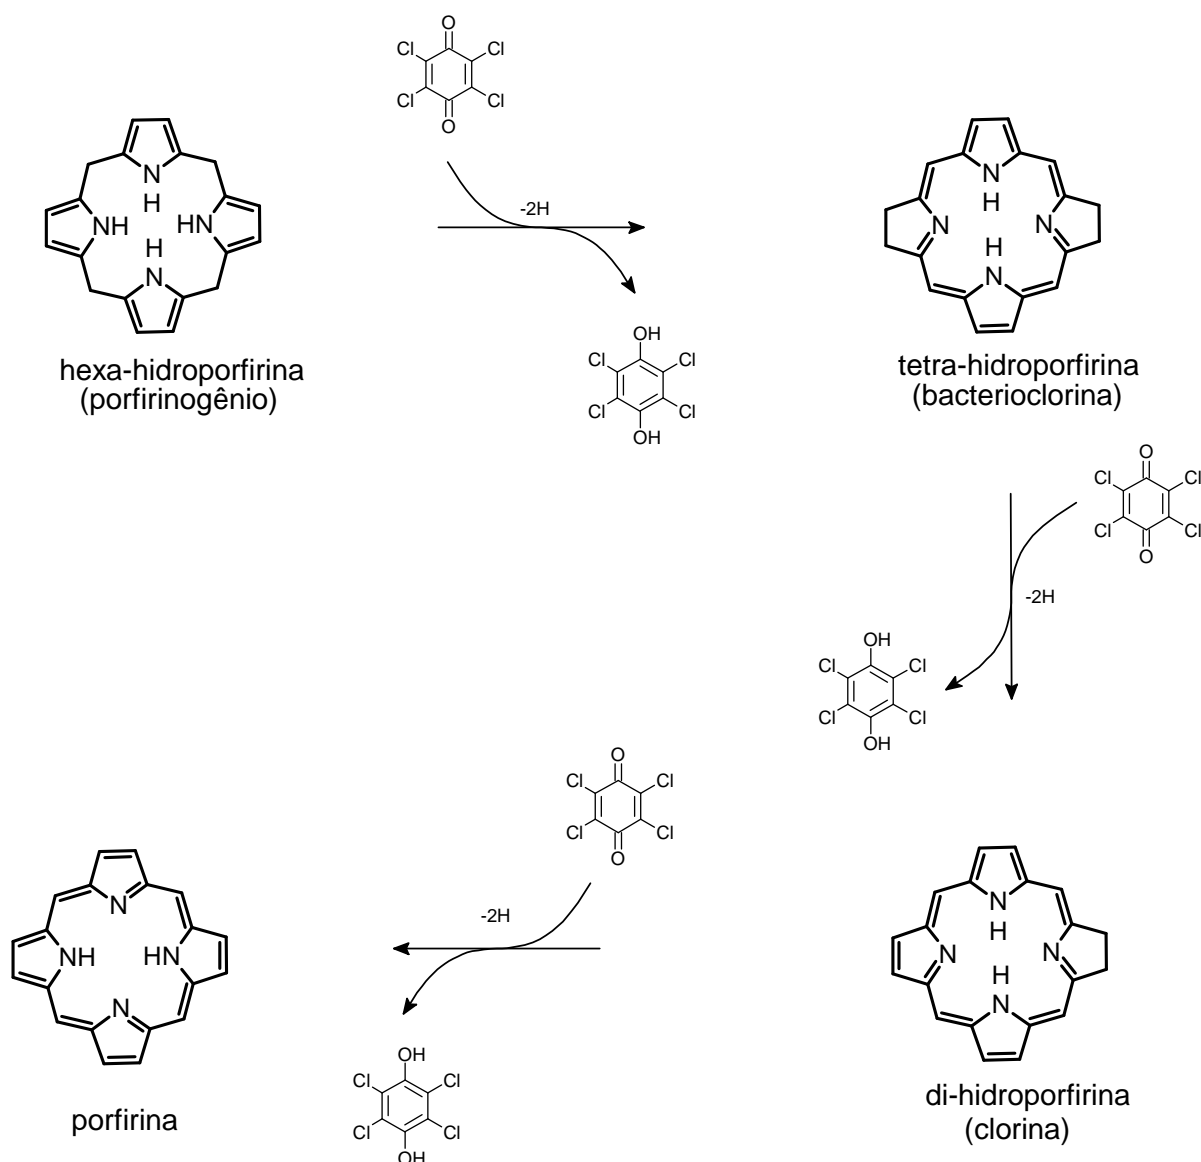 O
Cl
Cl
Cl
Cl
O
N
H
NH
HN
H
N
hexa-hidroporfirina
(porfirinogênio)
-2H
OH
Cl
Cl
Cl
Cl
OH
N
H
N
N
H
N
tetra-hidroporfirina
(bacterioclorina)
O
Cl
Cl
Cl
Cl
O
-2H
OH
Cl
Cl
Cl
Cl
OH
O
Cl
Cl
Cl
Cl
O
-2H
N
NH
HN
N
porfirina
OH
Cl
Cl
Cl
Cl
OH
N
H
N
N
H
N
di-hidroporfirina
(clorina)